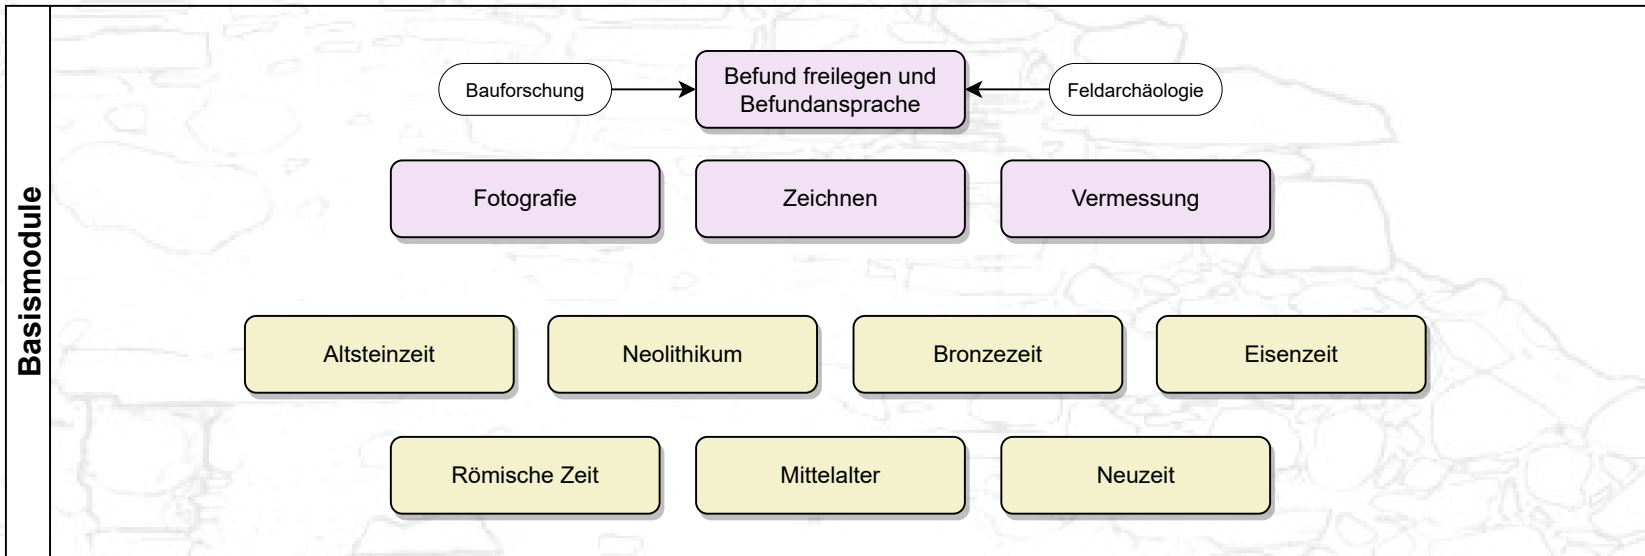 Basismodule
Bauforschung
Befund freilegen und
Befundansprache
Feldarchäologie
Fotografie
Zeichnen
Vermessung
Altsteinzeit
Neolithikum
Bronzezeit
Eisenzeit
Römische Zeit
Mittelalter
Neuzeit